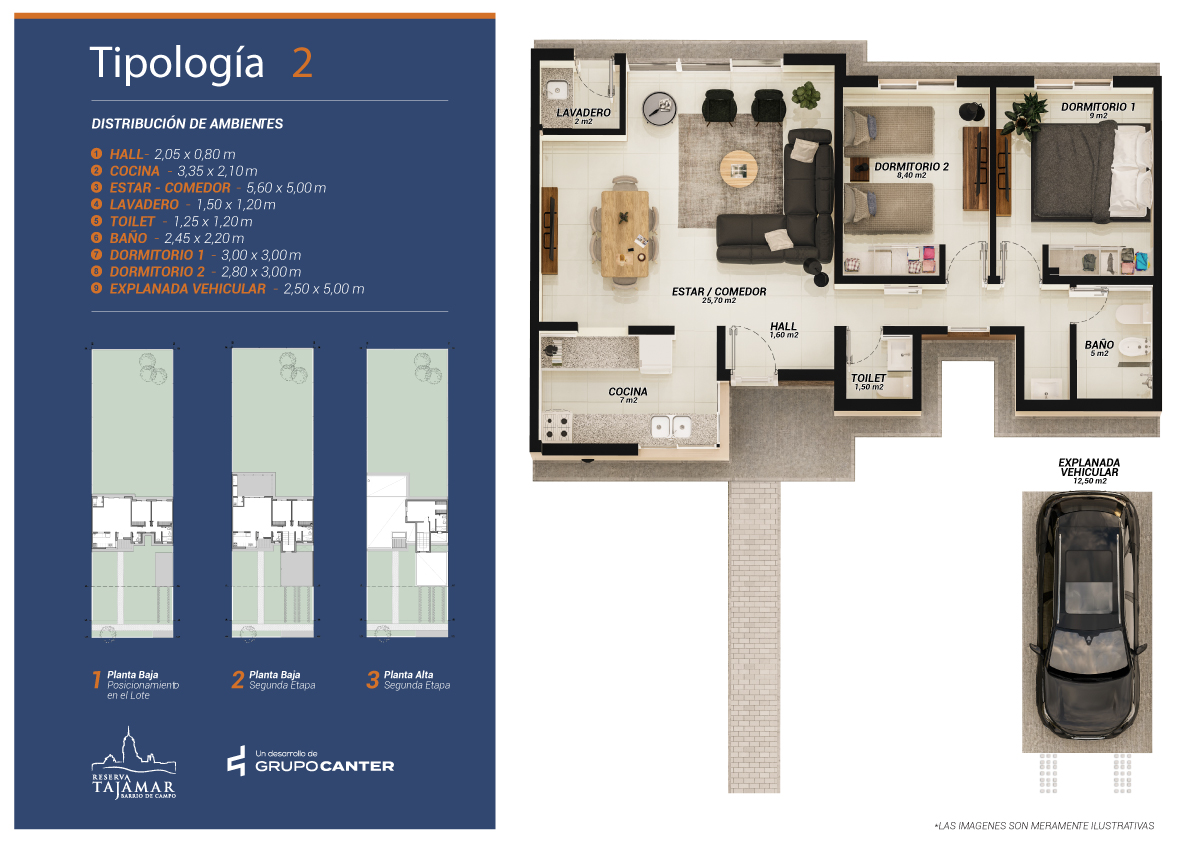 Tipología 2
DISTRIBUCIÓN DE AMBIENTES
1 HALL- 2,05 x 0,80 m
2 COCINA - 3,35 x 2,10 m
3 ESTAR - COMEDOR - 5,60 x 5,00 m
4 LAVADERO - 1,50 x 1,20 m
5 TOILET - 1,25 x 1,20 m
6 BAÑO - 2,45 x 2,20 m
7 DORMITORIO 1 - 3,00 x 3,00 m
8 DORMITORIO 2 - 2,80 x 3,00 m
9 EXPLANADA VEHICULAR - 2,50 x 5,00 m
1 Planta Baja
Posicionamiento
en el Lote
2 Planta Baja
Segunda Etapa
3 Planta Alta
Segunda Etapa
RESERVA
TAJAMAR
BARRIO DE CAMPO
Un desarrollo de
GRUPOCANTER
LAVADERO
2 m2
DORMITORIO 1
9 m2
DORMITORIO 2
8,40 m2
ESTAR / COMEDOR
25,70 m2
HALL
1,60 m2
BAÑO
5 m2
TOILET
1,50 m2
COCINA
7 m2
EXPLANADA
VEHICULAR
12,50 m2
*LAS IMAGENES SON MERAMENTE ILUSTRATIVAS